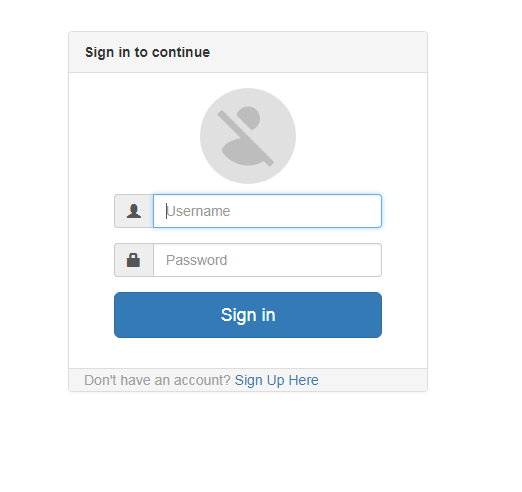 Sign in to continue
Username
Password
Sign in
Don't have an account? Sign Up Here